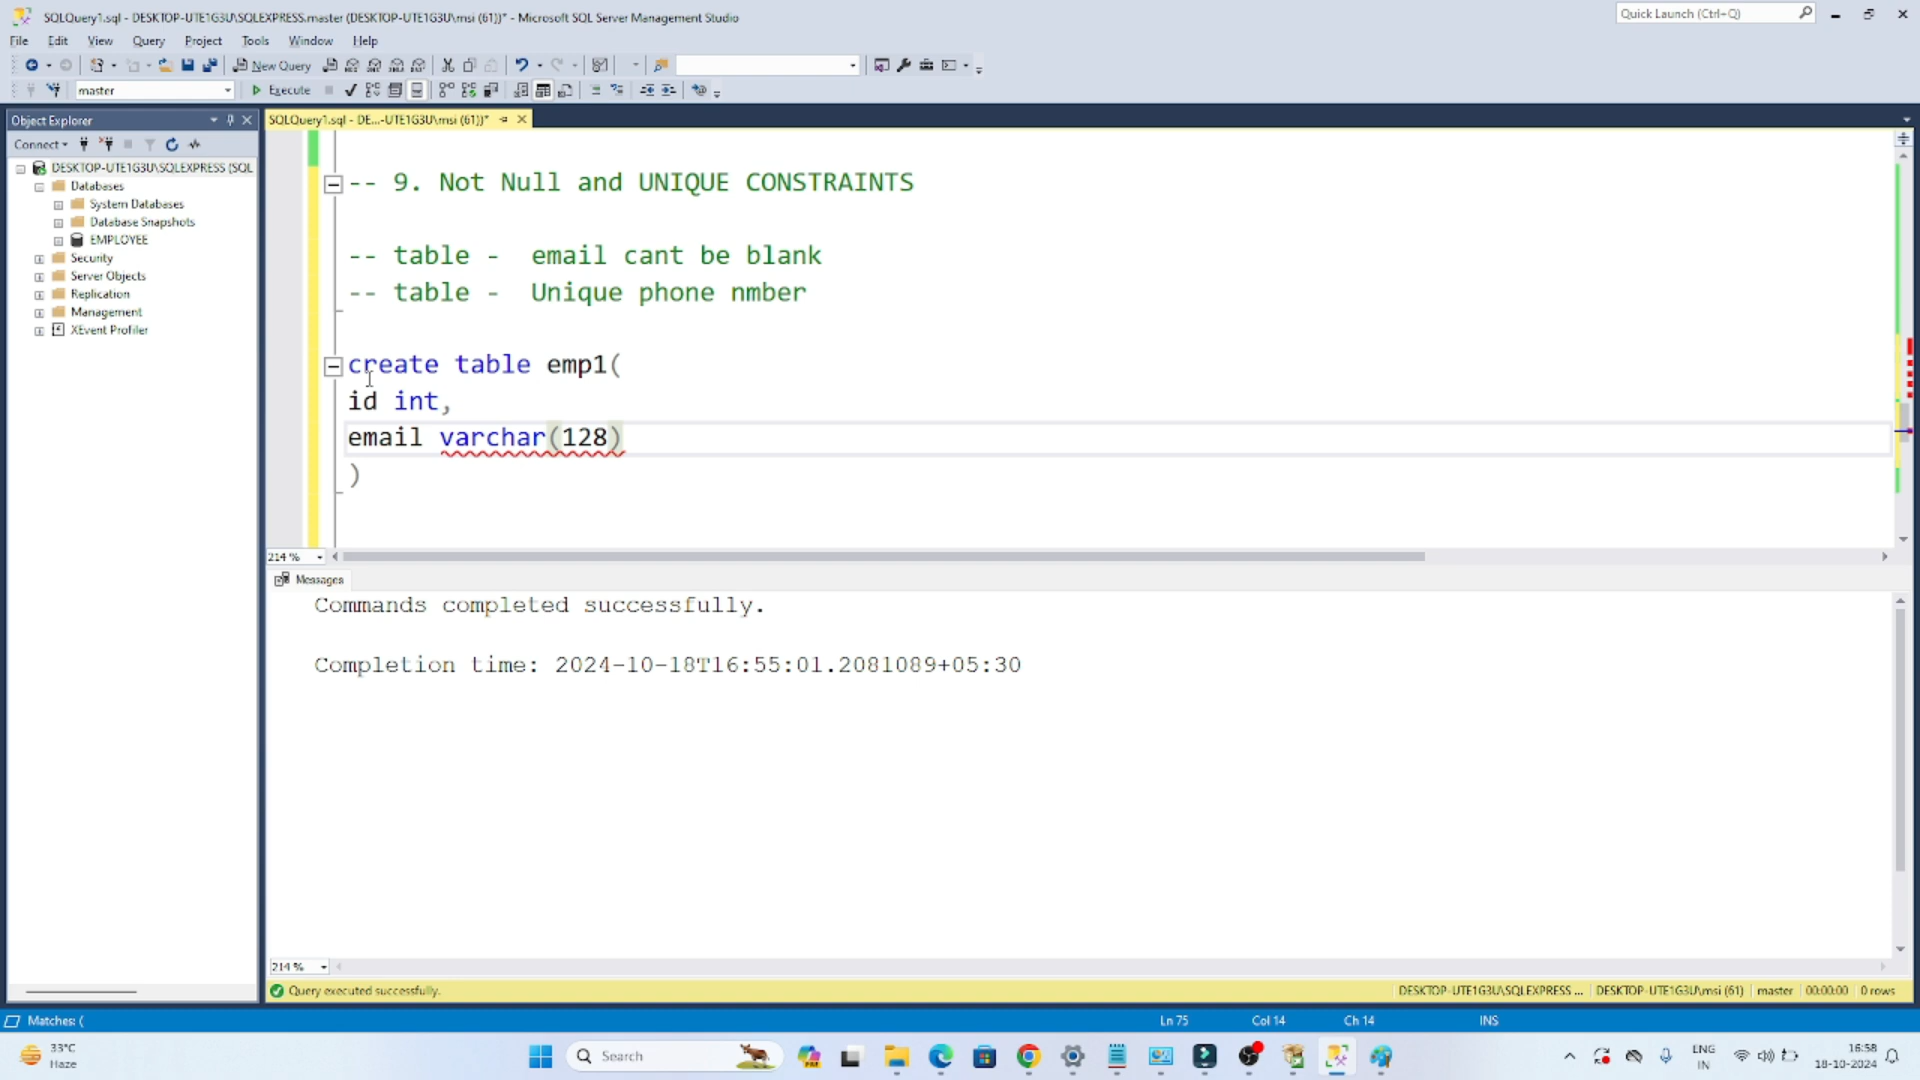 SQLQuery1.sql - DESKTOP-UTE1G3U\SQLEXPRESS.master (DESKTOP-UTE1G3U\msi (61))* - Microsoft SQL Server Management Studio
Quick Launch (Ctrl+Q)
File Edit View Query Project Tools Window Help
New Query
master
Execute
Object Explorer
SQLQuery1.sql - DE...-UTE1G3U\msi (61))*
Connect
DESKTOP-UTE1G3U\SQLEXPRESS (SQL
Databases
System Databases
Database Snapshots
EMPLOYEE
Security
Server Objects
Replication
Management
XEvent Profiler
-- 9. Not Null and UNIQUE CONSTRAINTS
-- table -  email cant be blank
-- table -  Unique phone nmber
create table emp1(
id int,
email varchar(128)
)
214 %
Messages
Commands completed successfully.
Completion time: 2024-10-18T16:55:01.2081089+05:30
214 %
Query executed successfully.
DESKTOP-UTE1G3U\SQLEXPRESS ... DESKTOP-UTE1G3U\msi (61) master 00:00:00 0 rows
Matches: (
Ln 75 Col 14 Ch 14 INS
33°C
Haze
Search
ENG
IN
16:58
18-10-2024